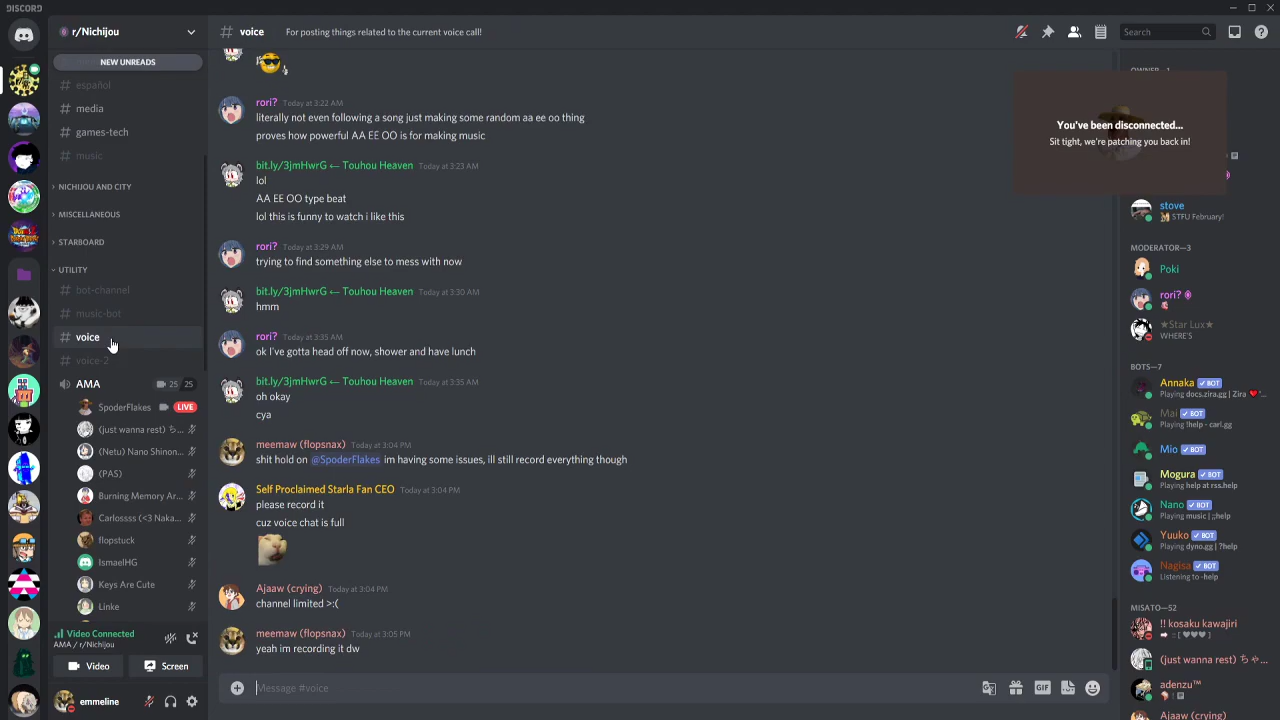 DISCORD
r/Nichijou
NEW UNREADS
# español
# media
# games-tech
# music
NICHIJOU AND CITY
MISCELLANEOUS
STARBOARD
UTILITY
# bot-channel
# music-bot
# voice
# voice-2
AMA 25 25
SpoderFlakes LIVE
(just wanna rest) ち...
(Netu) Nano Shinon...
(PAS)
Burning Memory Ar...
Carlossss (<3 Naka...
flopstuck
IsmaelHG
Keys Are Cute
Linke
Video Connected
AMA / r/Nichijou
Video Screen
emmeline
# voice For posting things related to the current voice call!
Search
rori? Today at 3:22 AM
literally not even following a song just making some random aa ee oo thing
proves how powerful AA EE OO is for making music
bit.ly/3jmHwrG ← Touhou Heaven Today at 3:23 AM
lol
AA EE OO type beat
lol this is funny to watch i like this
rori? Today at 3:29 AM
trying to find something else to mess with now
bit.ly/3jmHwrG ← Touhou Heaven Today at 3:30 AM
hmm
rori? Today at 3:35 AM
ok I've gotta head off now, shower and have lunch
bit.ly/3jmHwrG ← Touhou Heaven Today at 3:35 AM
oh okay
cya
meemaw (flopsnax) Today at 3:04 PM
shit hold on @SpoderFlakes im having some issues, ill still record everything though
Self Proclaimed Starla Fan CEO Today at 3:04 PM
please record it
cuz voice chat is full
Ajaaw (crying) Today at 3:04 PM
channel limited >:(
meemaw (flopsnax) Today at 3:05 PM
yeah im recording it dw
Message #voice
GIF
You've been disconnected...
Sit tight, we're patching you back in!
stove
STFU February!
MODERATOR—3
Poki
rori?
★Star Lux★
WHERE'S
BOTS—7
Annaka BOT
Playing docs.zira.gg | Zira ❤ '...
Mai BOT
Playing !help - carl.gg
Mio BOT
Mogura BOT
Playing help at rss.help
Nano BOT
Playing music | ;;help
Yuuko BOT
Playing dyno.gg | ?help
Nagisa BOT
Listening to -help
MISATO—52
!! kosaku kawajiri
(just wanna rest) ちゃ...
adenzu™
Ajaaw (crying)